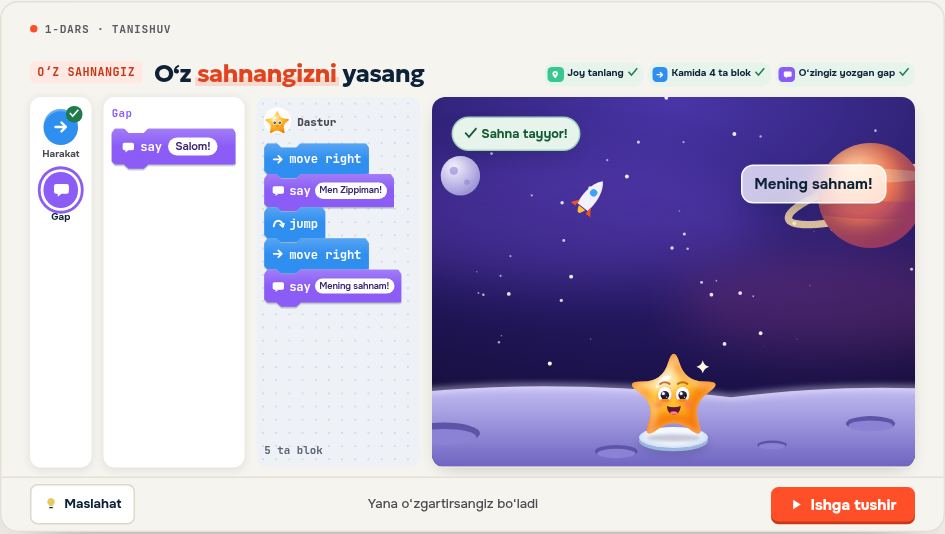 1-DARS · TANISHUV
O‘Z SAHNANGIZ
O‘z sahnangizni yasang
Joy tanlang
Kamida 4 ta blok
O‘zingiz yozgan gap
Harakat
Gap
Gap
say Salom!
Dastur
move right
say Men Zippiman!
jump
move right
say Mening sahnam!
5 ta blok
Sahna tayyor!
Mening sahnam!
Maslahat
Yana o‘zgartirsangiz bo‘ladi
Ishga tushir